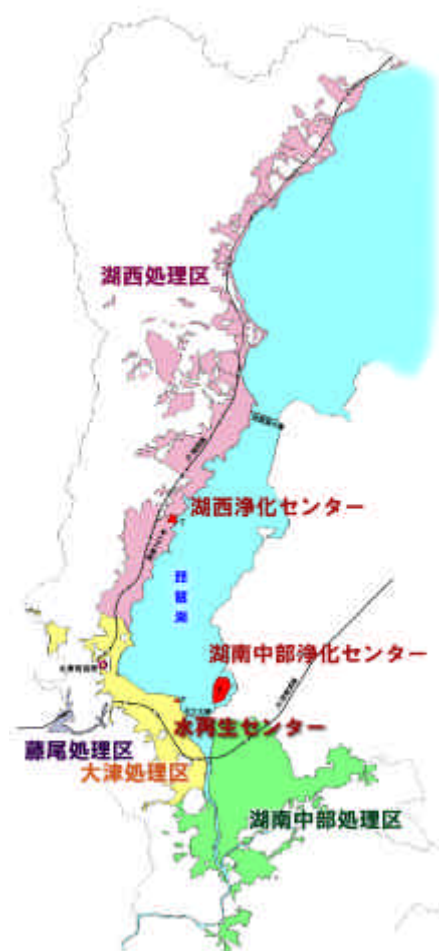 湖西処理区
湖西浄化センター
琵琶湖
湖南中部浄化センター
水再生センター
藤尾処理区
大津処理区
湖南中部処理区